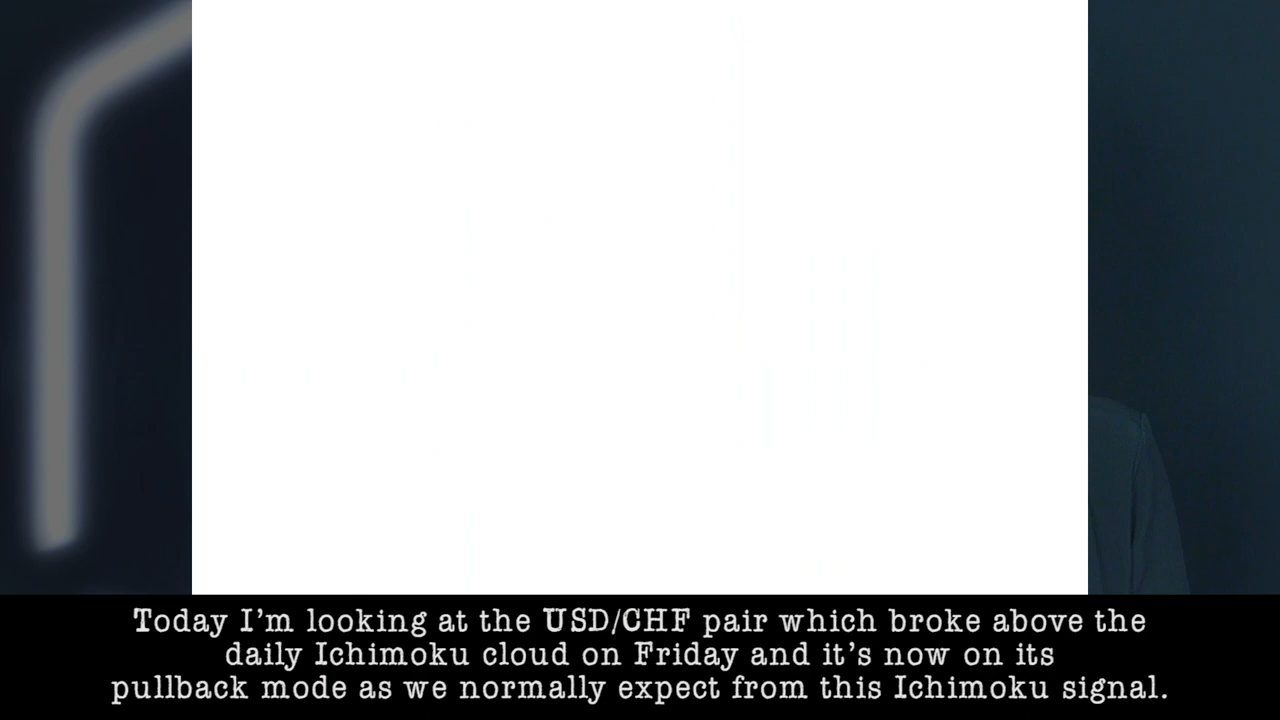 Today I'm looking at the USD/CHF pair which broke above the
daily Ichimoku cloud on Friday and it's now on its
pullback mode as we normally expect from this Ichimoku signal.